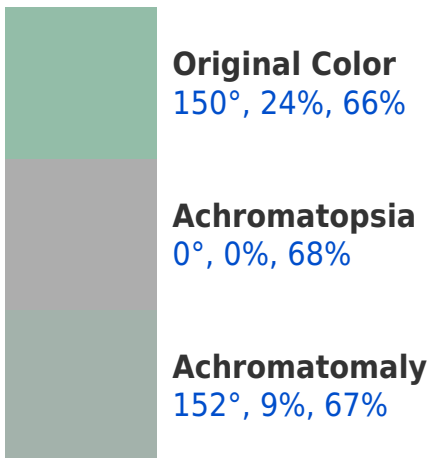 Original Color
150°, 24%, 66%
Achromatopsia
0°, 0%, 68%
Achromatomaly
152°, 9%, 67%